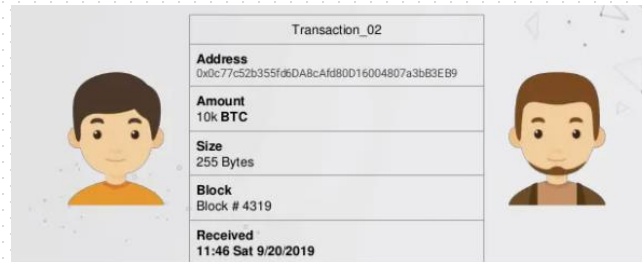 Transaction_02
Address
0x0c77c52b355fd6DA8cAfd80D16004807a3bB3EB9
Amount
10k BTC
Size
255 Bytes
Block
Block # 4319
Received
11:46 Sat 9/20/2019